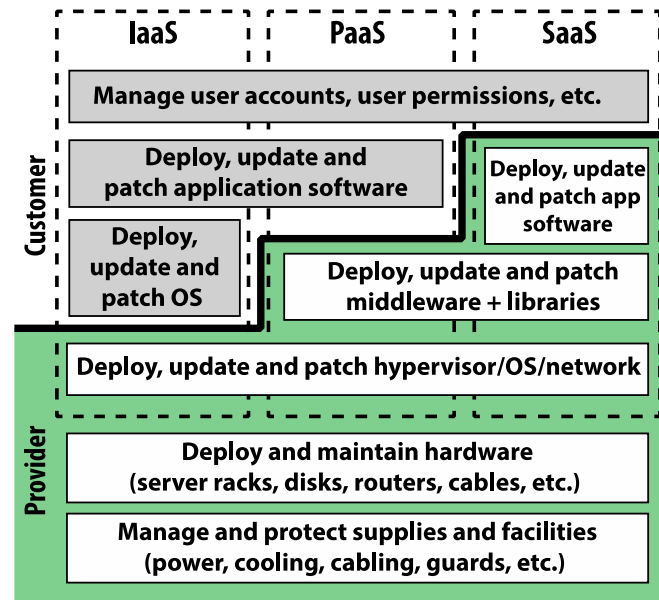 IaaS PaaS SaaS
Manage user accounts, user permissions, etc.
Customer
Deploy, update and
patch application software
Deploy, update
and patch app
software
Deploy,
update and
patch OS
Deploy, update and patch
middleware + libraries
Deploy, update and patch hypervisor/OS/network
Provider
Deploy and maintain hardware
(server racks, disks, routers, cables, etc.)
Manage and protect supplies and facilities
(power, cooling, cabling, guards, etc.)